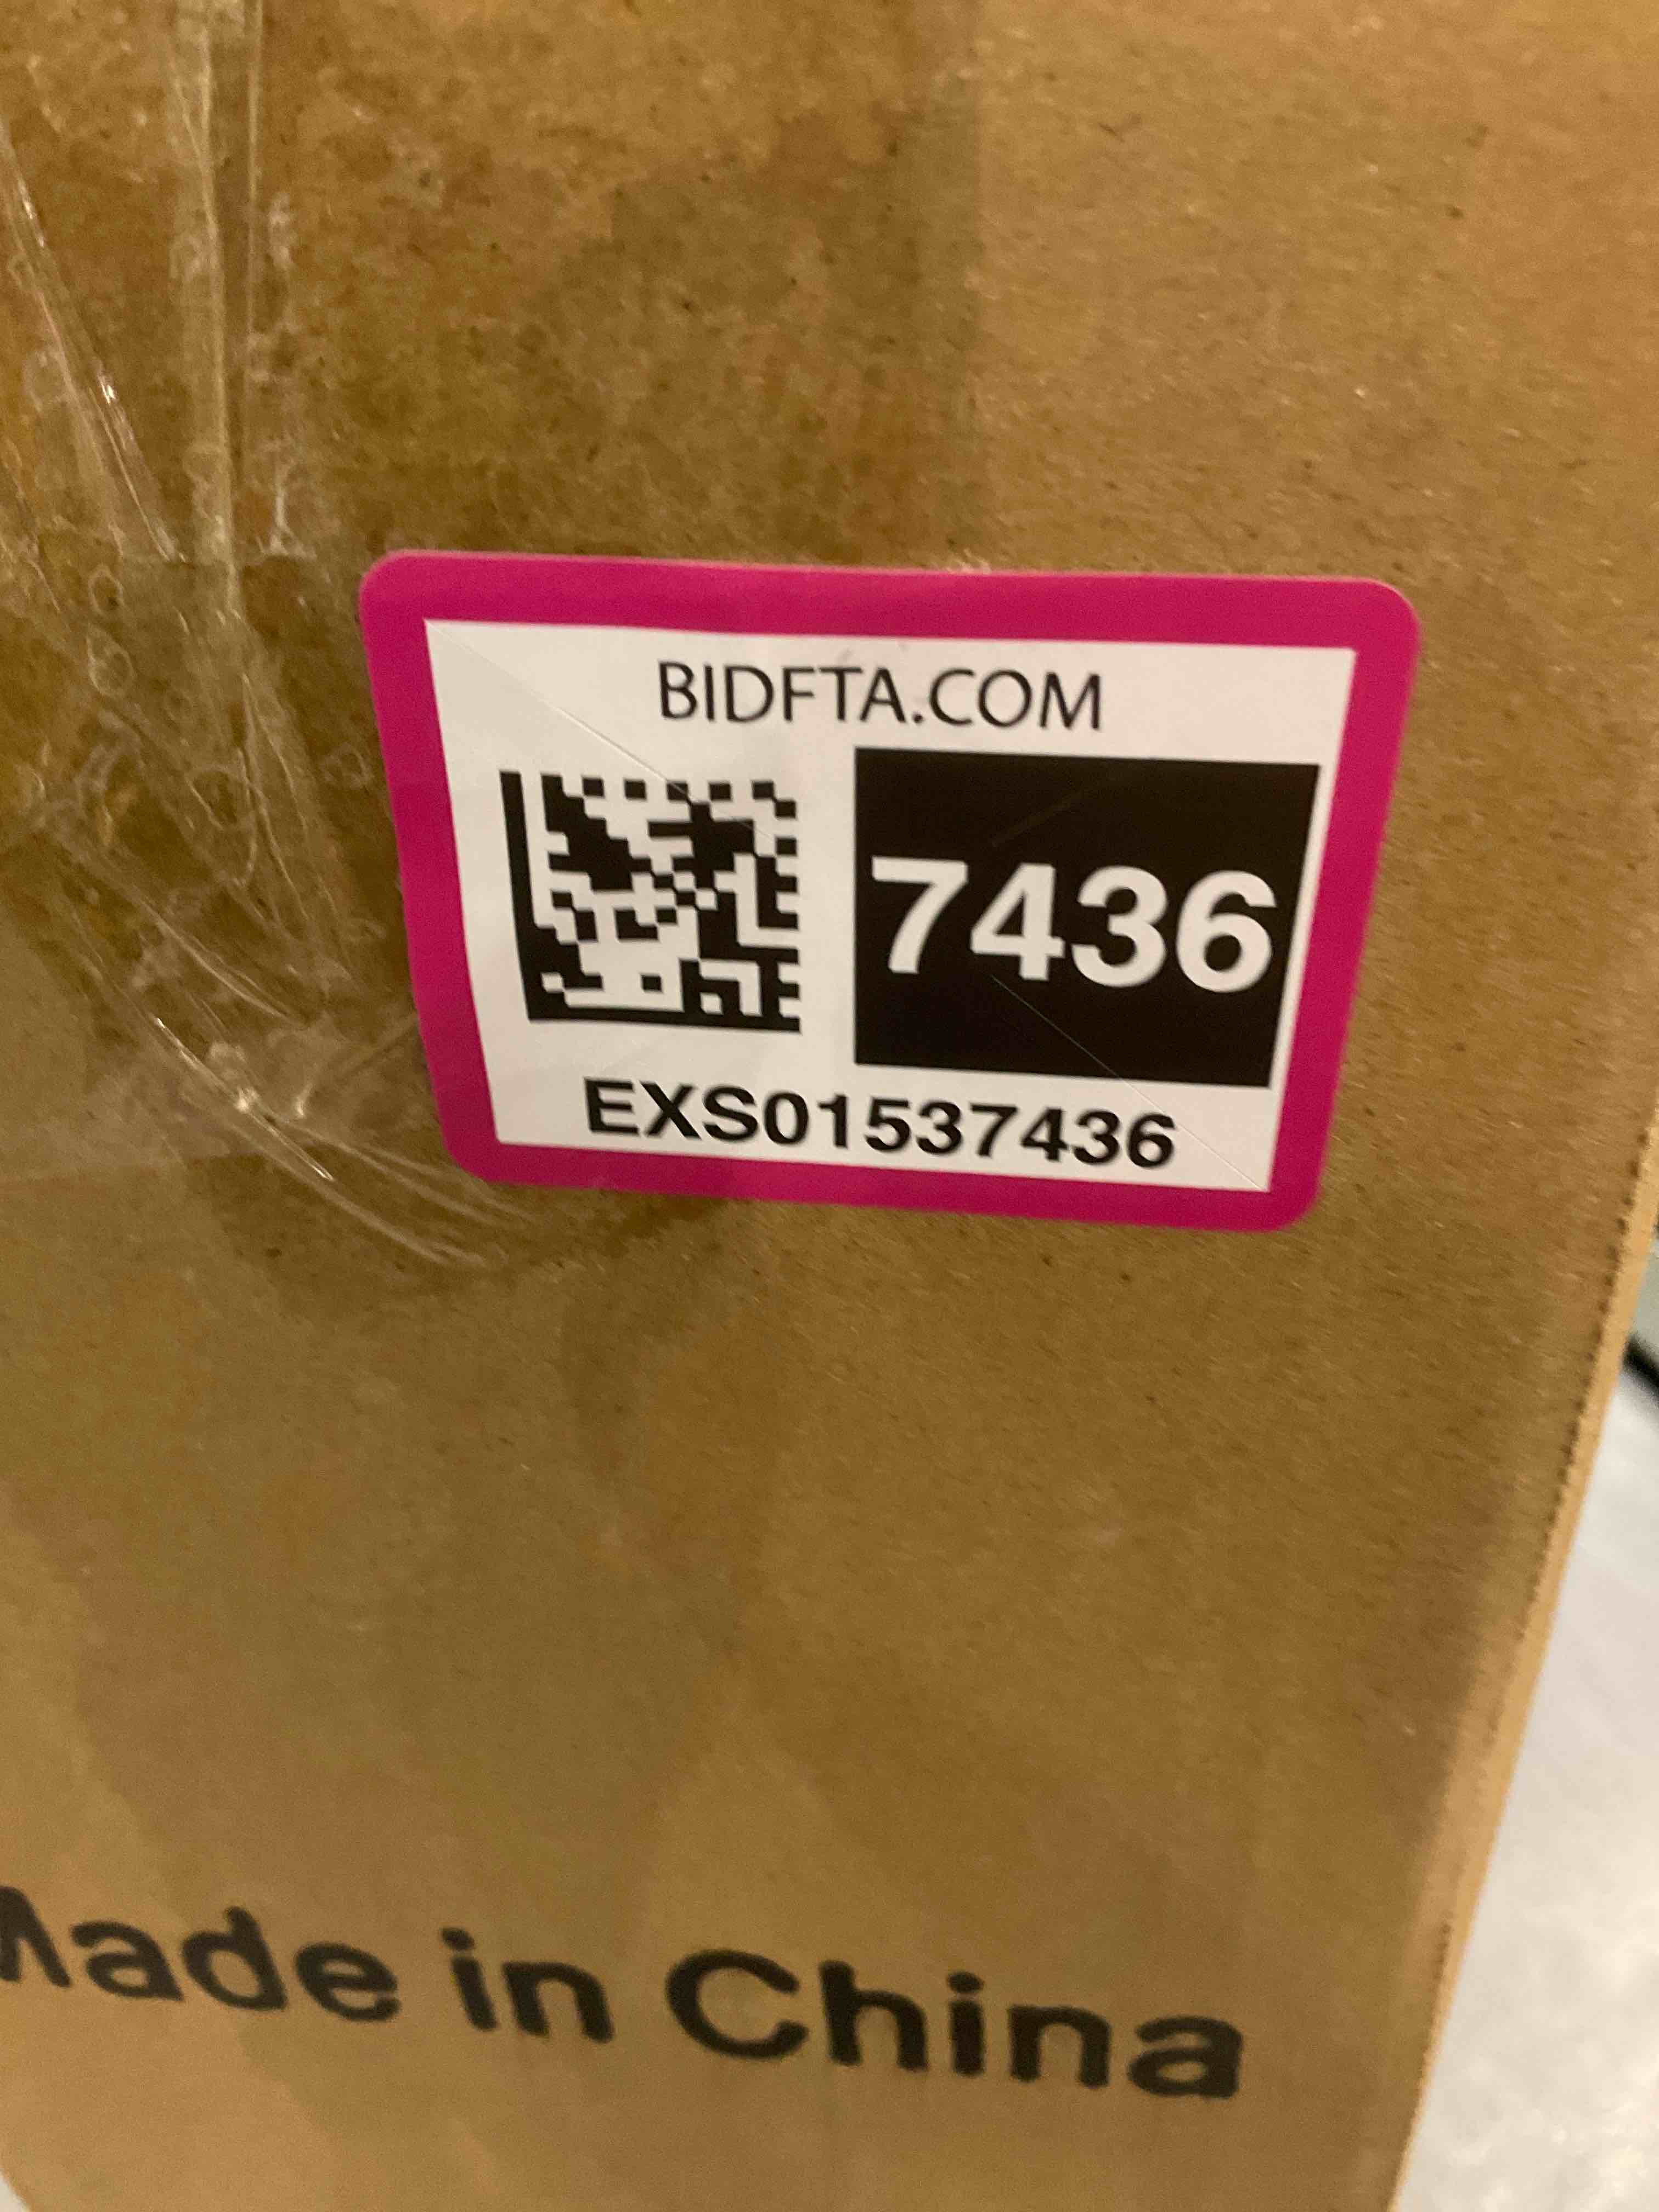 BIDFTA.COM
7436
EXS01537436
Made in China